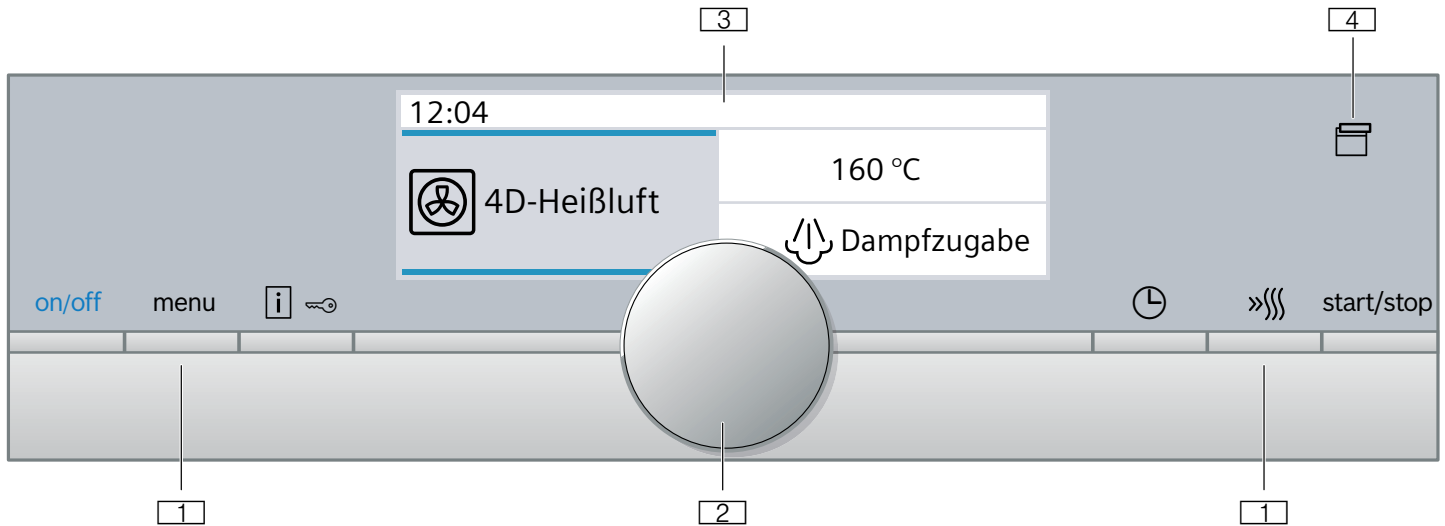 3 4
12:04
160 °C
4D-Heißluft
Dampfzugabe
on/off menu i start/stop
1 2 1